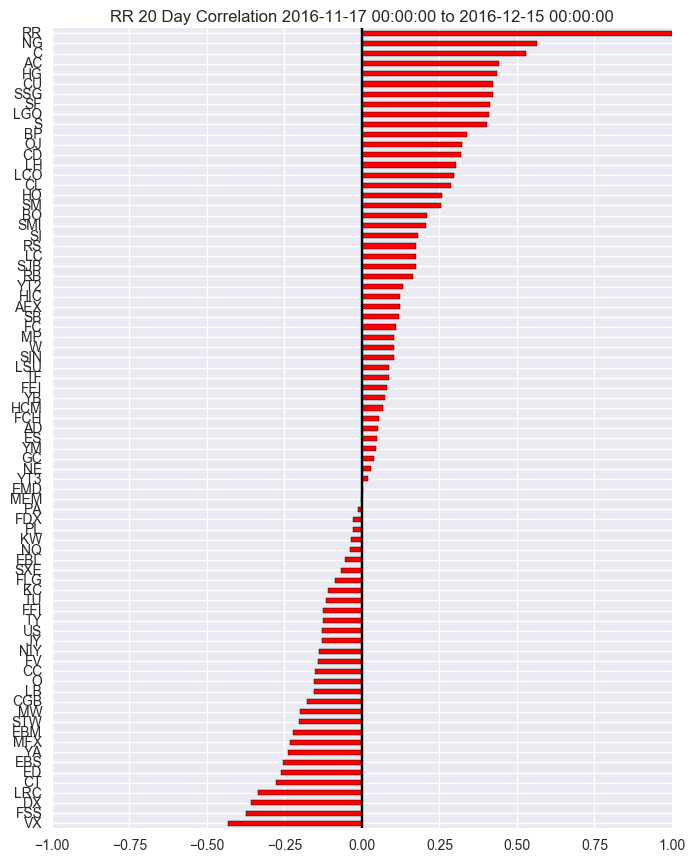 RR 20 Day Correlation 2016-11-17 00:00:00 to 2016-12-15 00:00:00
RR
NG
C
AC
HG
CU
SSG
SF
LGO
S
BP
OJ
CD
LH
LCO
CL
HO
SM
BO
SMI
SI
RS
LC
SJB
RB
YT2
HIC
AEX
SB
FC
MP
W
SIN
LSU
TF
FEI
YB
HCM
FCH
AD
ES
YM
GC
NE
YT3
EMD
MEM
PA
FDX
PL
KW
NQ
EBL
SXE
FLG
KC
TU
TY
US
JY
NIY
FV
CC
O
LB
CGB
MW
STW
EBM
MFX
YA
EBS
ED
CT
LRC
DX
FSS
VX
−1.00 −0.75 −0.50 −0.25 0.00 0.25 0.50 0.75 1.00